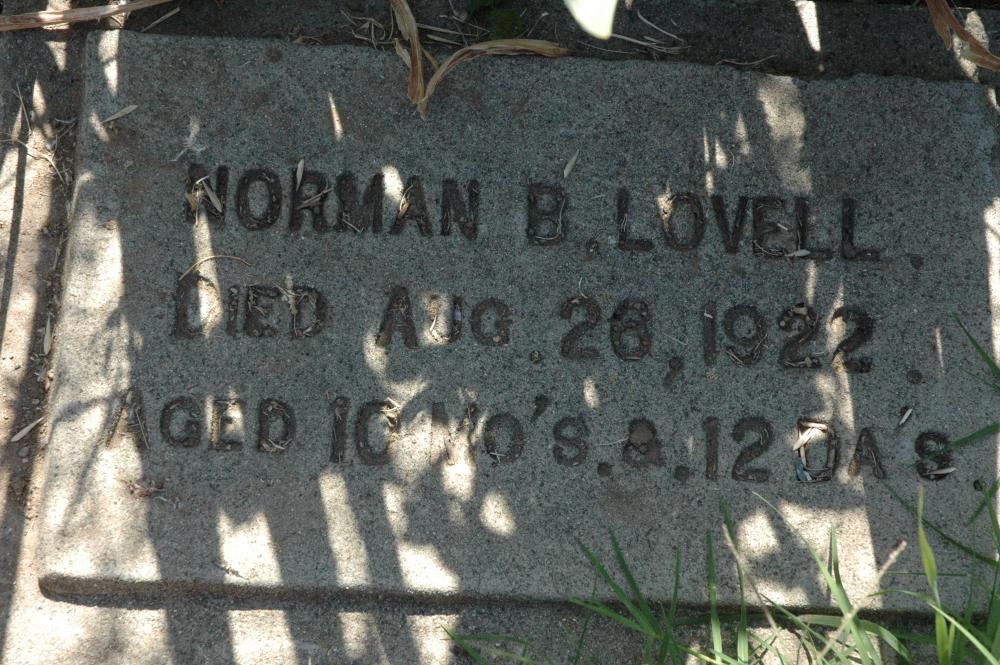 NORMAN B. LOVELL.
DIED AUG. 26, 1922.
AGED 10 MO'S. &. 12 DA'S.